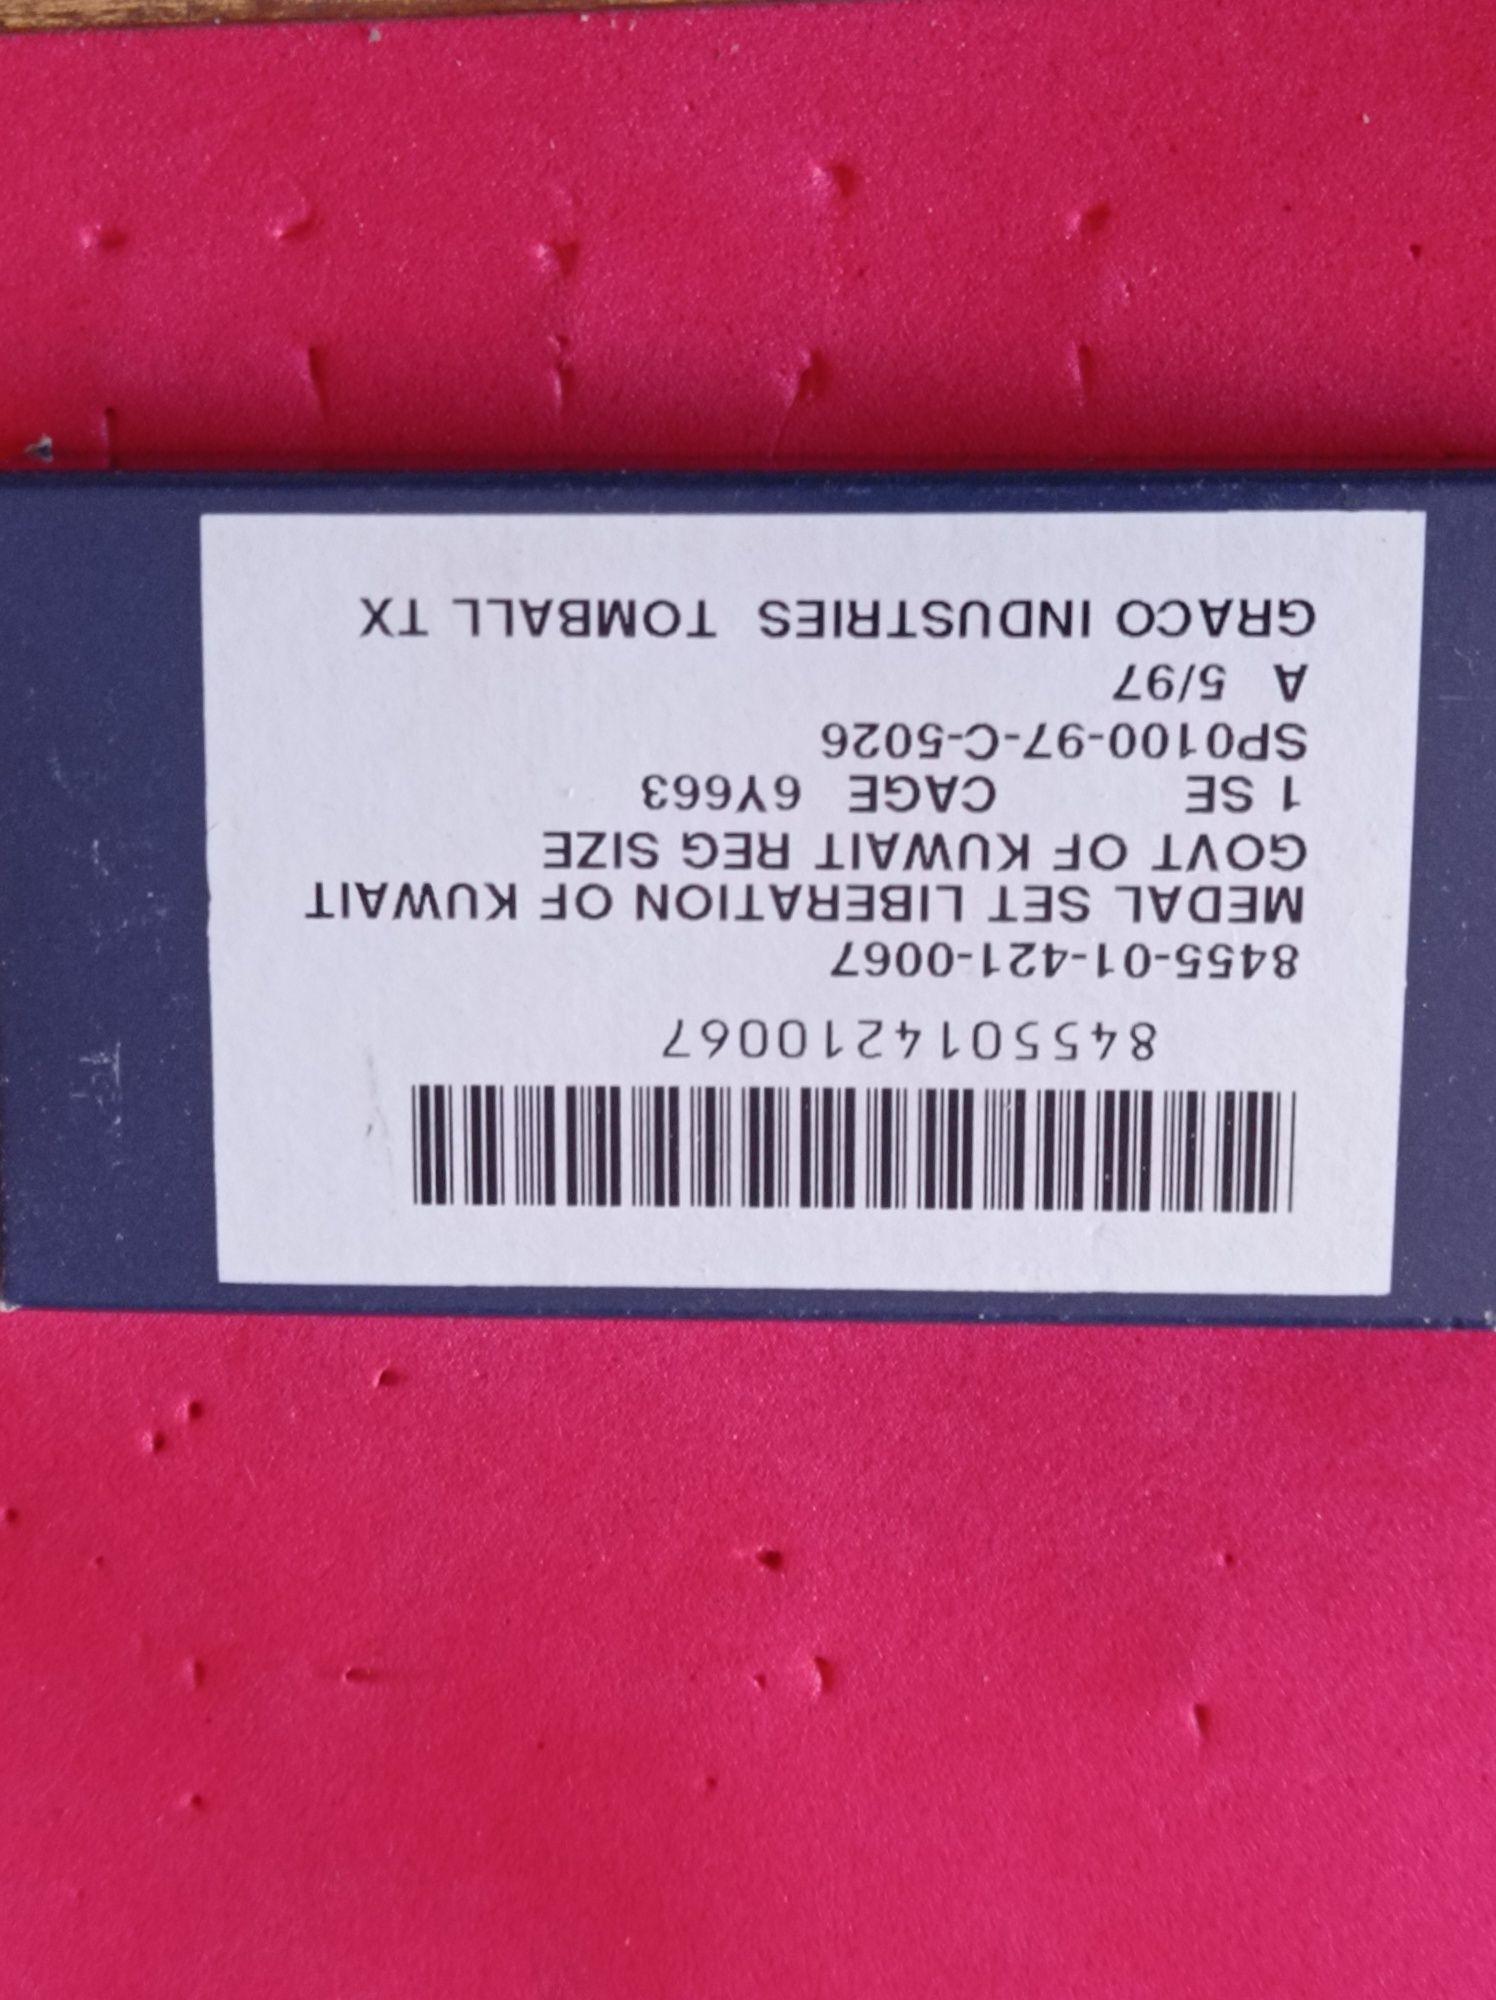 8455014210067
8455-01-421-0067
MEDAL SET LIBERATION OF KUWAIT
GOVT OF KUWAIT REG SIZE
1 SE CAGE 6Y663
SP0100-97-C-5026
A 5/97
GRACO INDUSTRIES TOMBALL TX